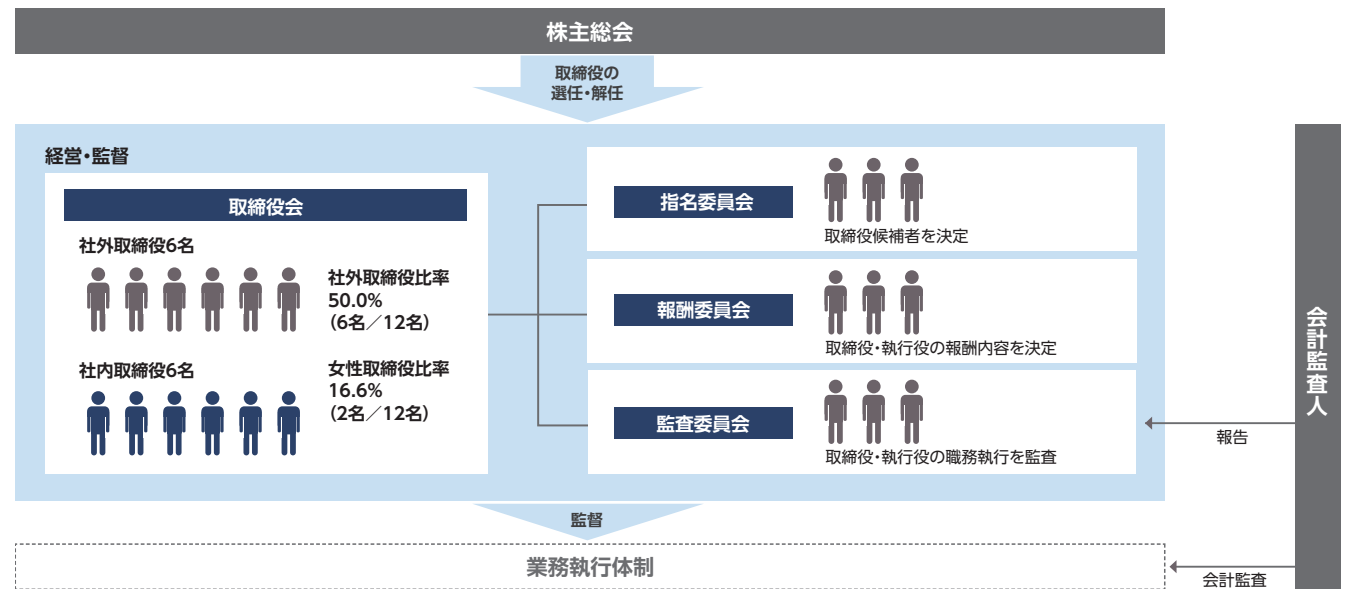 株主総会
取締役の
選任・解任
経営・監督
取締役会
社外取締役6名
社外取締役比率
50.0%
（6名／12名）
社内取締役6名
女性取締役比率
16.6%
（2名／12名）
指名委員会
取締役候補者を決定
報酬委員会
取締役・執行役の報酬内容を決定
監査委員会
取締役・執行役の職務執行を監査
会計監査人
報告
監督
業務執行体制
会計監査